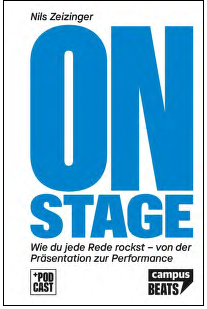 Nils Zeizinger
ON
STAGE
Wie du jede Rede rockst – von der
Präsentation zur Performance
+POD
CAST
campus
BEATS